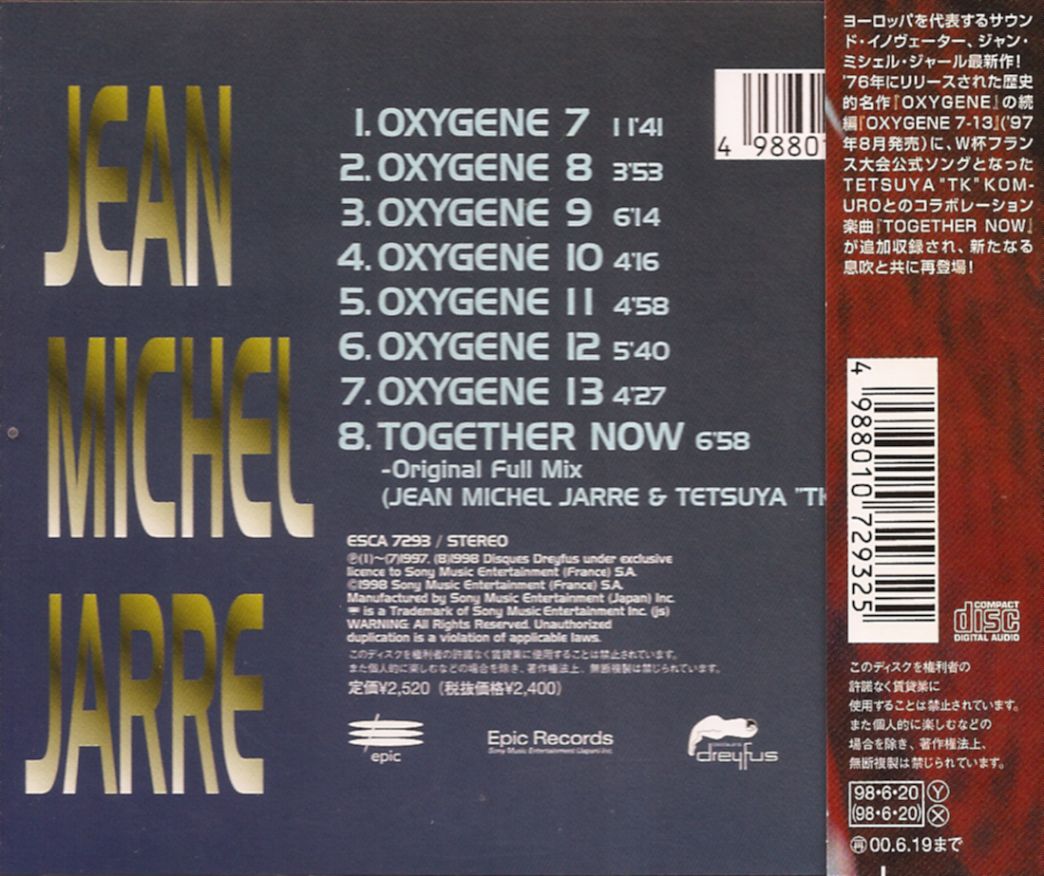 JEAN
MICHEL
JARRE
1. OXYGENE 7 11'41
2. OXYGENE 8 3'53
3. OXYGENE 9 6'14
4. OXYGENE 10 4'16
5. OXYGENE 11 4'58
6. OXYGENE 12 5'40
7. OXYGENE 13 4'27
8. TOGETHER NOW 6'58
-Original Full Mix
(JEAN MICHEL JARRE & TETSUYA "TK
ESCA 7293 / STEREO
℗(1)～(7)1997. (8)1998 Disques Dreyfus under exclusive
licence to Sony Music Entertainment (France) S.A.
©1998 Sony Music Entertainment (France) S.A.
Manufactured by Sony Music Entertainment (Japan) Inc.
is a Trademark of Sony Music Entertainment Inc. (js)
WARNING: All Rights Reserved. Unauthorized
duplication is a violation of applicable laws.
このディスクを権利者の許諾なく賃貸業に使用することは禁止されています。
また個人的に楽しむなどの場合を除き、著作権法上、無断複製は禁じられています。
定価¥2,520（税抜価格¥2,400）
epic
Epic Records
Sony Music Entertainment (Japan) Inc.
dreyfus
4 98801
ヨーロッパを代表するサウン
ド・イノヴェーター、ジャン・
ミシェル・ジャール最新作!
'76年にリリースされた歴史
的名作『OXYGENE』の続
編『OXYGENE 7-13』('97
年8月発売)に、W杯フラン
ス大会公式ソングとなった
TETSUYA "TK" KOM-
UROとのコラボレーション
楽曲『TOGETHER NOW』
が追加収録され、新たなる
息吹と共に再登場!
4 988010 729325
COMPACT
disc
DIGITAL AUDIO
このディスクを権利者の
許諾なく賃貸業に
使用することは禁止されています。
また個人的に楽しむなどの
場合を除き、著作権法上、
無断複製は禁じられています。
98・6・20 Ⓨ
(98・6・20) Ⓧ
㊢00.6.19まで